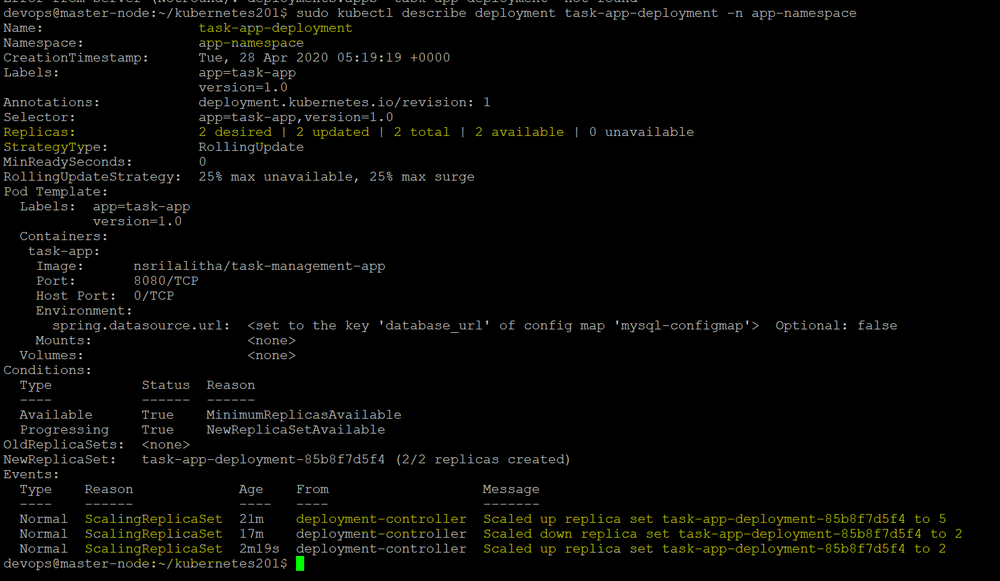 devops@master-node:~/kubernetes201$ sudo kubectl describe deployment task-app-deployment -n app-namespace
Name:                   task-app-deployment
Namespace:              app-namespace
CreationTimestamp:      Tue, 28 Apr 2020 05:19:19 +0000
Labels:                 app=task-app
                        version=1.0
Annotations:            deployment.kubernetes.io/revision: 1
Selector:               app=task-app,version=1.0
Replicas:               2 desired | 2 updated | 2 total | 2 available | 0 unavailable
StrategyType:           RollingUpdate
MinReadySeconds:        0
RollingUpdateStrategy:  25% max unavailable, 25% max surge
Pod Template:
  Labels:  app=task-app
           version=1.0
  Containers:
   task-app:
    Image:      nsrilalitha/task-management-app
    Port:       8080/TCP
    Host Port:  0/TCP
    Environment:
      spring.datasource.url:  <set to the key 'database_url' of config map 'mysql-configmap'>  Optional: false
    Mounts:                   <none>
  Volumes:                    <none>
Conditions:
  Type           Status  Reason
  ----           ------  ------
  Available      True    MinimumReplicasAvailable
  Progressing    True    NewReplicaSetAvailable
OldReplicaSets:  <none>
NewReplicaSet:   task-app-deployment-85b8f7d5f4 (2/2 replicas created)
Events:
  Type    Reason             Age    From                   Message
  ----    ------             ----   ----                   -------
  Normal  ScalingReplicaSet  21m    deployment-controller  Scaled up replica set task-app-deployment-85b8f7d5f4 to 5
  Normal  ScalingReplicaSet  17m    deployment-controller  Scaled down replica set task-app-deployment-85b8f7d5f4 to 2
  Normal  ScalingReplicaSet  2m19s  deployment-controller  Scaled up replica set task-app-deployment-85b8f7d5f4 to 2
devops@master-node:~/kubernetes201$